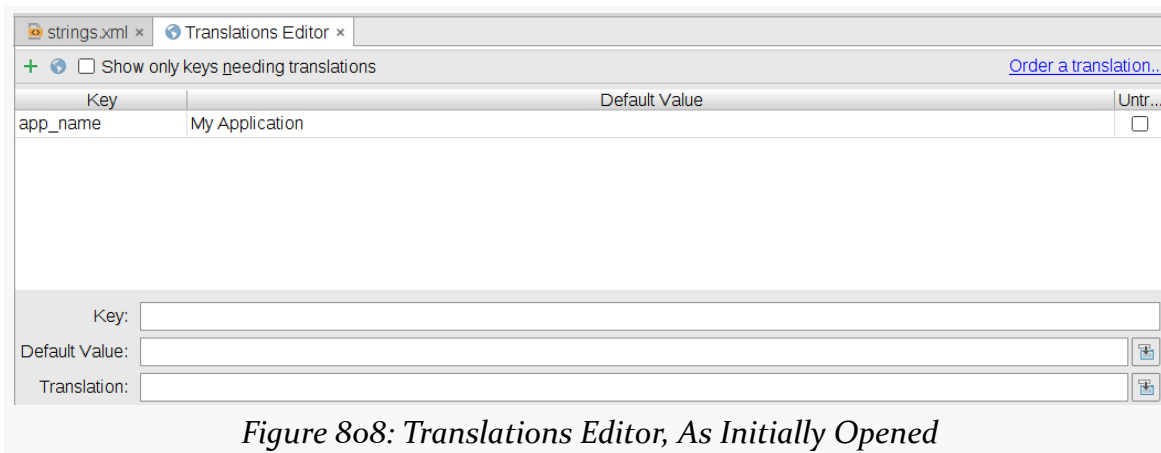 strings.xml × Translations Editor ×
Show only keys needing translations Order a translation...
Key Default Value Untr...
app_name My Application
Key:
Default Value:
Translation:
Figure 808: Translations Editor, As Initially Opened